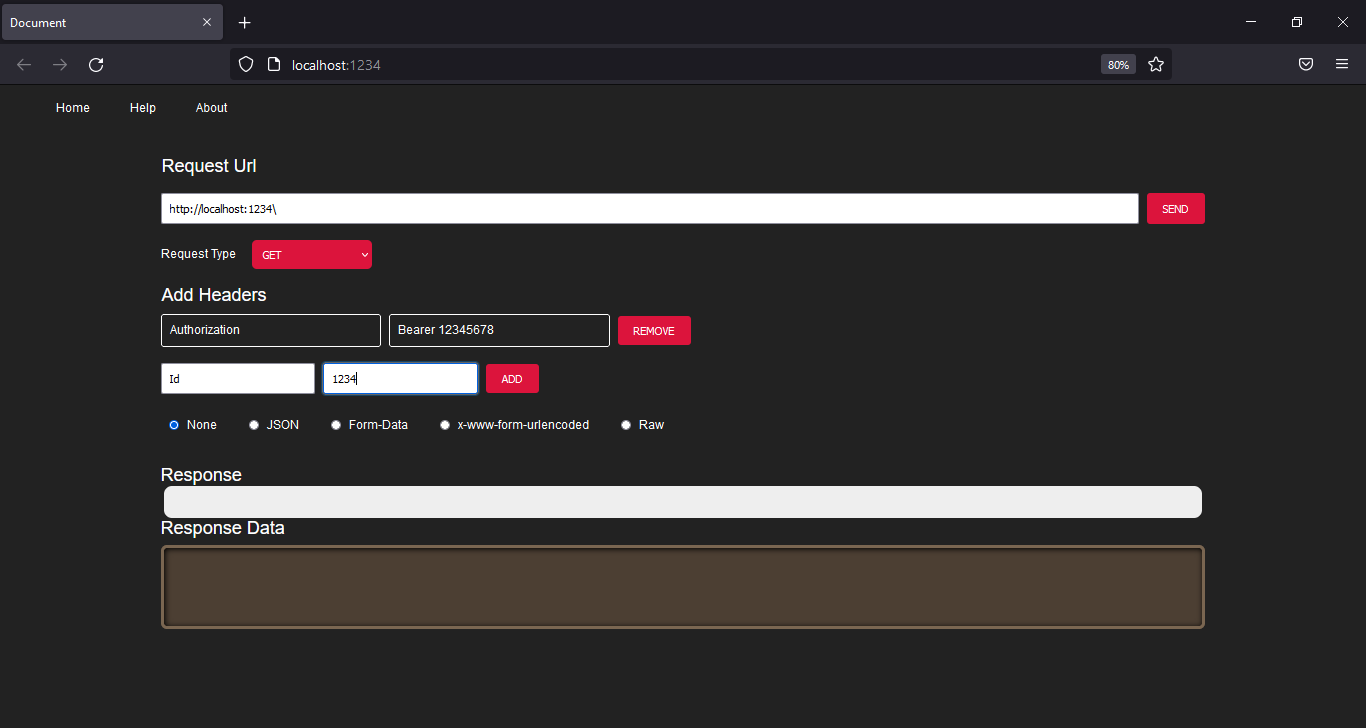 Document
localhost:1234 80%
Home Help About
Request Url
http://localhost:1234\ SEND
Request Type GET
Add Headers
Authorization Bearer 12345678 REMOVE
Id 1234 ADD
None JSON Form-Data x-www-form-urlencoded Raw
Response
Response Data